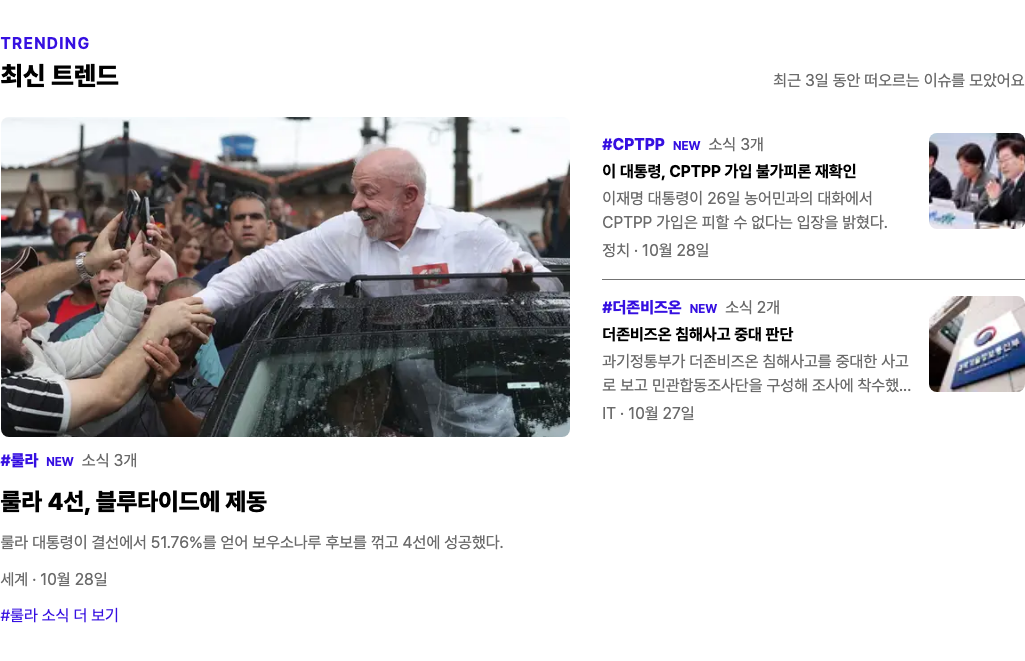 TRENDING
최신 트렌드
최근 3일 동안 떠오르는 이슈를 모았어요
#룰라 NEW 소식 3개
룰라 4선, 블루타이드에 제동
룰라 대통령이 결선에서 51.76%를 얻어 보우소나루 후보를 꺾고 4선에 성공했다.
세계 · 10월 28일
#룰라 소식 더 보기
#CPTPP NEW 소식 3개
이 대통령, CPTPP 가입 불가피론 재확인
이재명 대통령이 26일 농어민과의 대화에서
CPTPP 가입은 피할 수 없다는 입장을 밝혔다.
정치 · 10월 28일
#더존비즈온 NEW 소식 2개
더존비즈온 침해사고 중대 판단
과기정통부가 더존비즈온 침해사고를 중대한 사고
로 보고 민관합동조사단을 구성해 조사에 착수했...
IT · 10월 27일
과학기술정보통신부